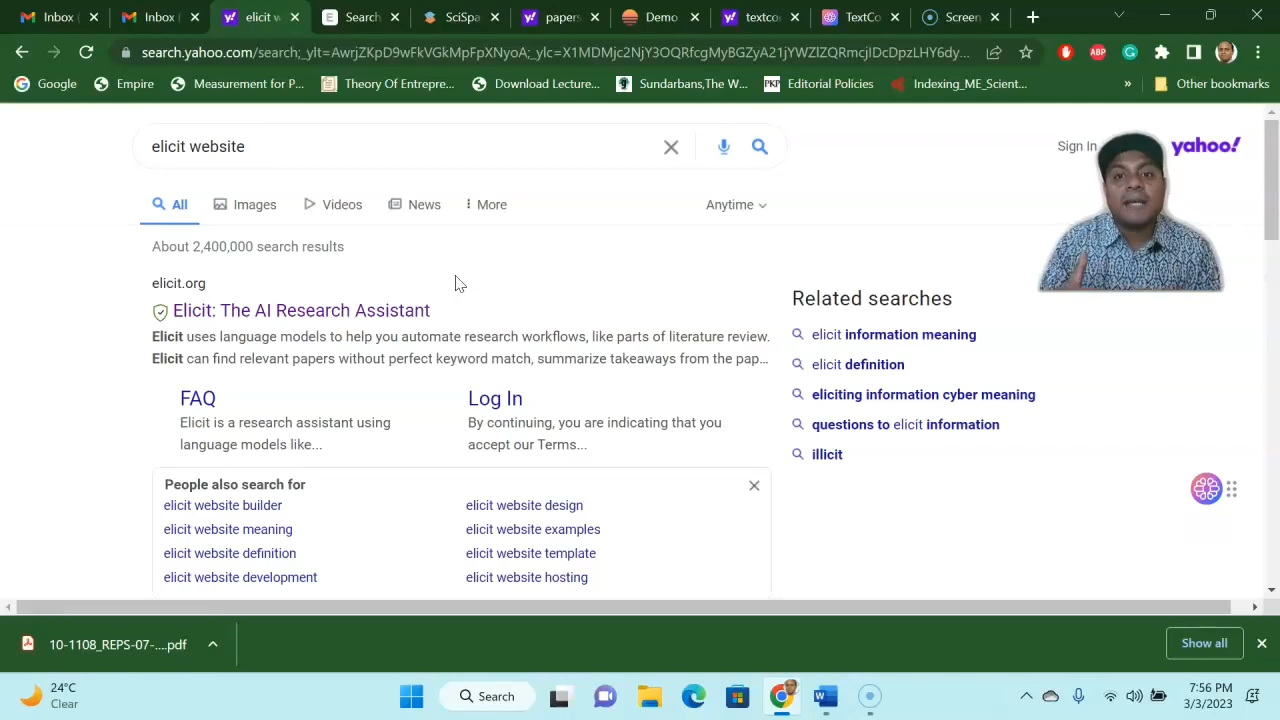 Inbox (
Inbox (
elicit w
Search
SciSpa
papers
Demo
textco
TextCo
Screen
search.yahoo.com/search;_ylt=AwrjZKpD9wFkVGkMpFpXNyoA;_ylc=X1MDMjc2NjY3OQRfcgMyBGZyA21jYWZlZQRmcjIDcDpzLHY6dy...
Google
Empire
Measurement for P...
Theory Of Entrepre...
Download Lecture...
Sundarbans,The W...
PKP Editorial Policies
Indexing_ME_Scient...
»
Other bookmarks
elicit website
Sign In
yahoo!
All
Images
Videos
News
More
Anytime
About 2,400,000 search results
elicit.org
Elicit: The AI Research Assistant
Elicit uses language models to help you automate research workflows, like parts of literature review.
Elicit can find relevant papers without perfect keyword match, summarize takeaways from the pap...
FAQ
Elicit is a research assistant using
language models like...
Log In
By continuing, you are indicating that you
accept our Terms...
People also search for
elicit website builder
elicit website design
elicit website meaning
elicit website examples
elicit website definition
elicit website template
elicit website development
elicit website hosting
Related searches
elicit information meaning
elicit definition
eliciting information cyber meaning
questions to elicit information
illicit
10-1108_REPS-07-....pdf
Show all
24°C
Clear
Search
7:56 PM
3/3/2023